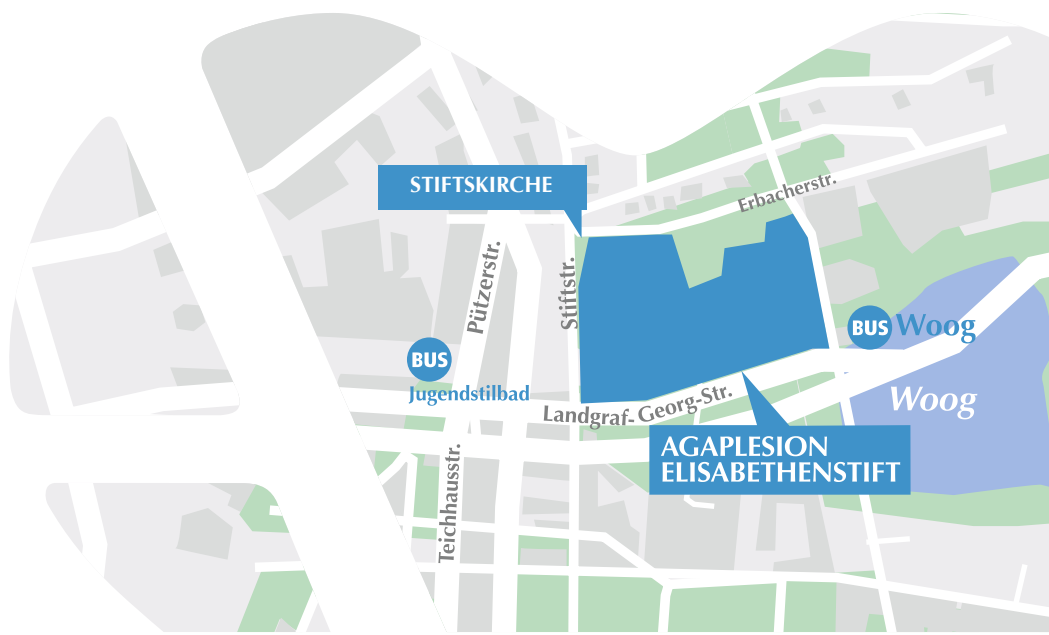 STIFTSKIRCHE
Erbacherstr.
Pützerstr.
Stiftstr.
BUS
Woog
BUS
Jugendstilbad
Woog
Landgraf-Georg-Str.
AGAPLESION
ELISABETHENSTIFT
Teichhausstr.